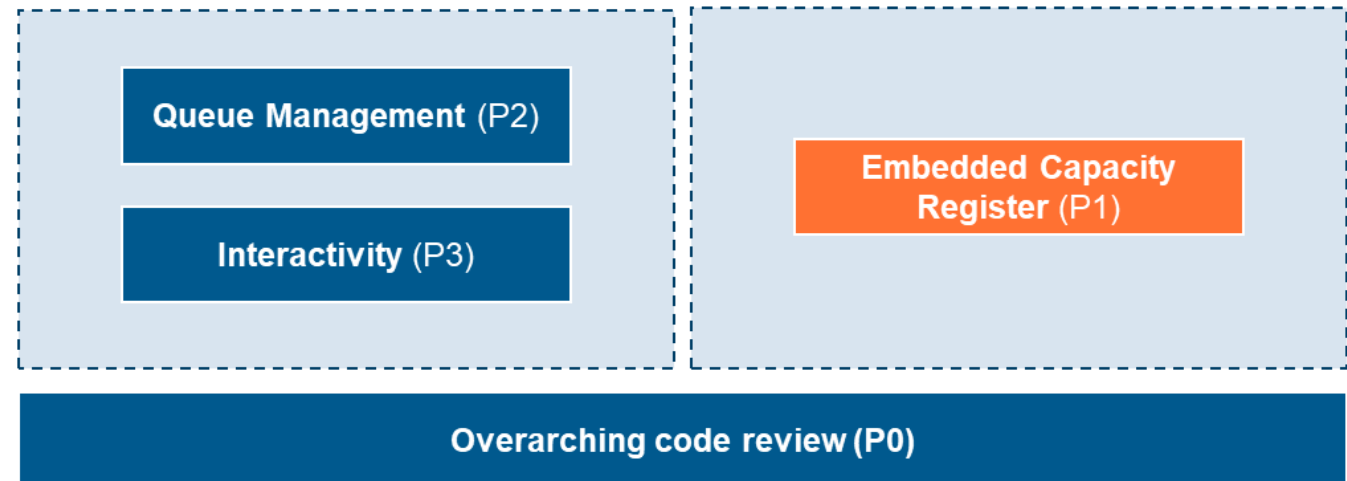 Queue Management (P2)
Interactivity (P3)
Embedded Capacity
Register (P1)
Overarching code review (P0)